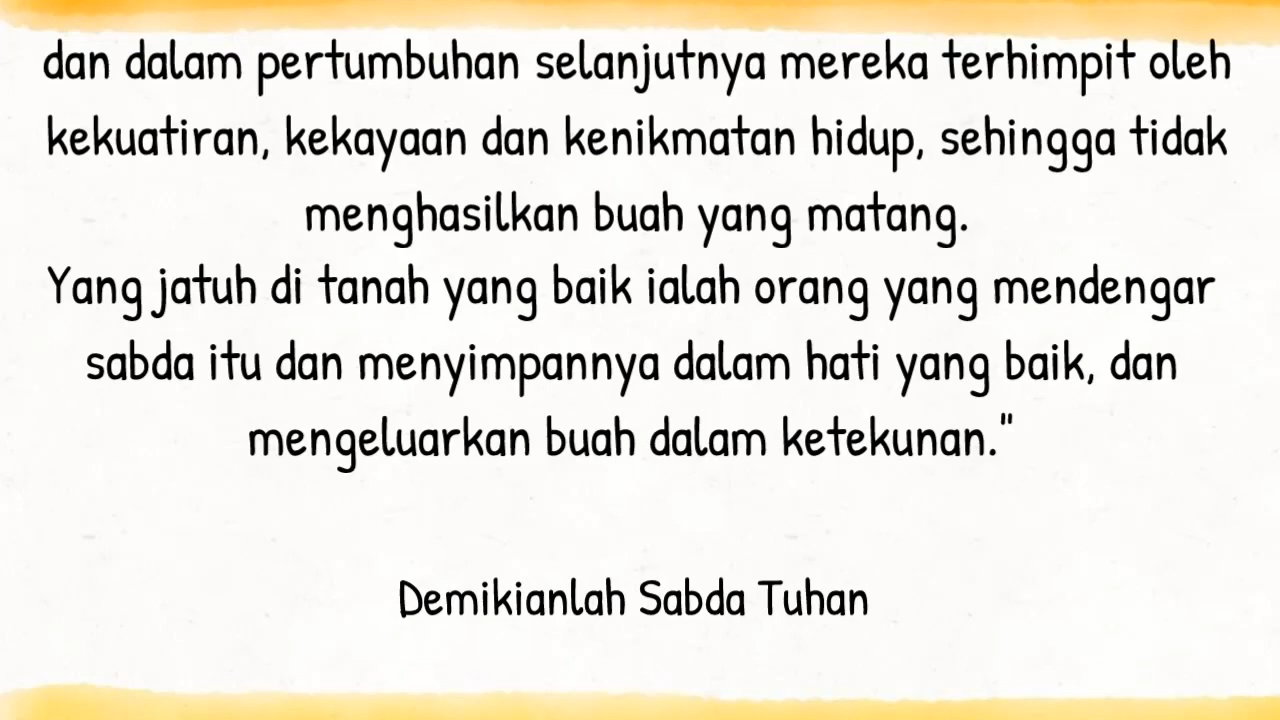 dan dalam pertumbuhan selanjutnya mereka terhimpit oleh
kekuatiran, kekayaan dan kenikmatan hidup, sehingga tidak
menghasilkan buah yang matang.
Yang jatuh di tanah yang baik ialah orang yang mendengar
sabda itu dan menyimpannya dalam hati yang baik, dan
mengeluarkan buah dalam ketekunan."
Demikianlah Sabda Tuhan